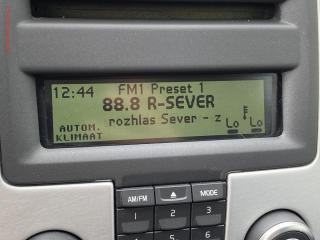 12:44 FM1 Preset 1
88.8 R-SEVER
rozhlas Sever - z
AUTOM.
KLIMAAT
Lo Lo
AM/FM MODE
1 2 3
4 5 6